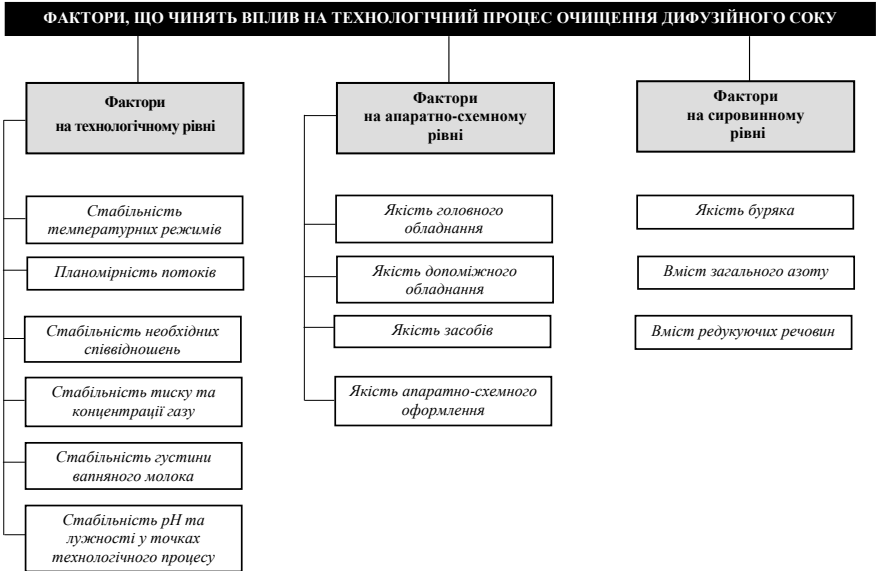 ФАКТОРИ, ЩО ЧИНЯТЬ ВПЛИВ НА ТЕХНОЛОГІЧНИЙ ПРОЦЕС ОЧИЩЕННЯ ДИФУЗІЙНОГО СОКУ
Фактори
на технологічному рівні
Стабільність
температурних режимів
Планомірність потоків
Стабільність необхідних
співвідношень
Стабільність тиску та
концентрації газу
Стабільність густини
вапняного молока
Стабільність рН та
лужності у точках
технологічного процесу
Фактори
на апаратно-схемному
рівні
Якість головного
обладнання
Якість допоміжного
обладнання
Якість засобів
Якість апаратно-схемного
оформлення
Фактори
на сировинному
рівні
Якість буряка
Вміст загального азоту
Вміст редукуючих речовин